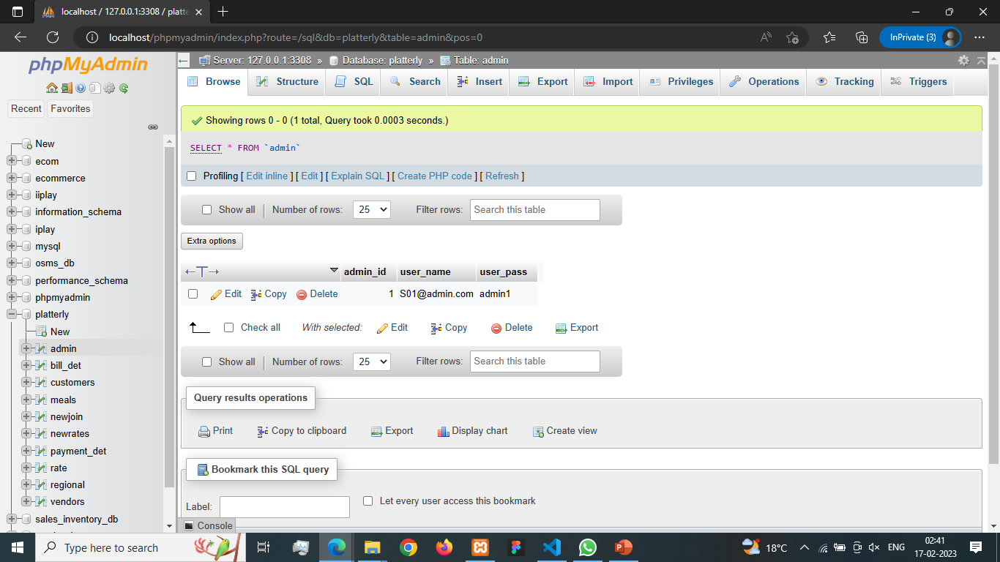 localhost / 127.0.0.1:3308 / platte
localhost/phpmyadmin/index.php?route=/sql&db=platterly&table=admin&pos=0
InPrivate (3)
phpMyAdmin
Recent
Favorites
New
ecom
ecommerce
iiplay
information_schema
iplay
mysql
osms_db
performance_schema
phpmyadmin
platterly
New
admin
bill_det
customers
meals
newjoin
newrates
payment_det
rate
regional
vendors
sales_inventory_db
Server: 127.0.0.1:3308 » Database: platterly » Table: admin
Browse Structure SQL Search Insert Export Import Privileges Operations Tracking Triggers
Showing rows 0 - 0 (1 total, Query took 0.0003 seconds.)
SELECT * FROM `admin`
Profiling [ Edit inline ] [ Edit ] [ Explain SQL ] [ Create PHP code ] [ Refresh ]
Show all Number of rows: 25 Filter rows: Search this table
Extra options
admin_id user_name user_pass
Edit Copy Delete 1 S01@admin.com admin1
Check all With selected: Edit Copy Delete Export
Show all Number of rows: 25 Filter rows: Search this table
Query results operations
Print Copy to clipboard Export Display chart Create view
Bookmark this SQL query
Label: Let every user access this bookmark
Console
Type here to search
18°C
ENG
02:41
17-02-2023